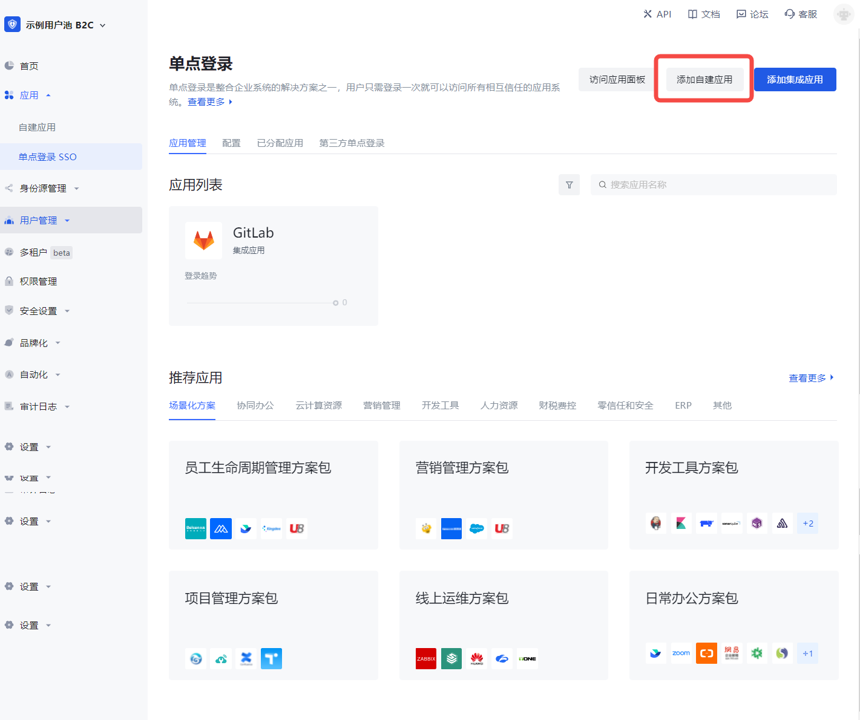 示例用户池 B2C
API
文档
论坛
客服
首页
应用
自建应用
单点登录 SSO
身份源管理
用户管理
多租户 beta
权限管理
安全设置
品牌化
自动化
审计日志
设置
设置
设置
设置
设置
单点登录
单点登录是整合企业系统的解决方案之一，用户只需登录一次就可以访问所有相互信任的应用系
统。查看更多
访问应用面板
添加自建应用
添加集成应用
应用管理
配置
已分配应用
第三方单点登录
应用列表
搜索应用名称
GitLab
集成应用
登录趋势
0
推荐应用
查看更多
场景化方案
协同办公
云计算资源
营销管理
开发工具
人力资源
财税费控
零信任和安全
ERP
其他
员工生命周期管理方案包
营销管理方案包
开发工具方案包
U8
U8
+2
项目管理方案包
线上运维方案包
日常办公方案包
ZABBIX
zoom
+1